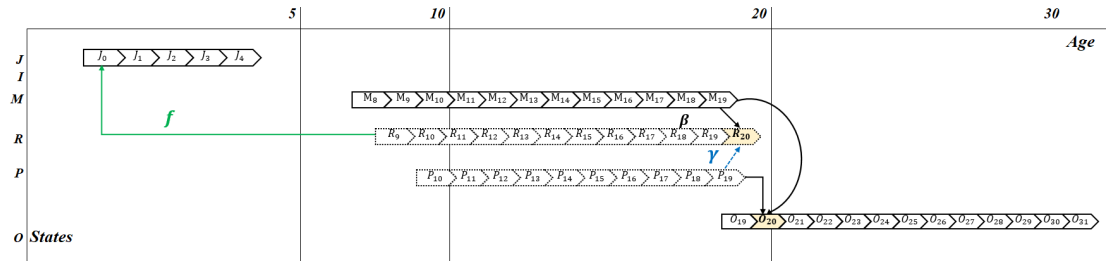 5 10 20 30
Age
J J₀ J₁ J₂ J₃ J₄
I
M M₈ M₉ M₁₀ M₁₁ M₁₂ M₁₃ M₁₄ M₁₅ M₁₆ M₁₇ M₁₈ M₁₉
f β
R R₉ R₁₀ R₁₁ R₁₂ R₁₃ R₁₄ R₁₅ R₁₆ R₁₇ R₁₈ R₁₉ R₂₀
γ
P P₁₀ P₁₁ P₁₂ P₁₃ P₁₄ P₁₅ P₁₆ P₁₇ P₁₈ P₁₉
O₁₉ O₂₀ O₂₁ O₂₂ O₂₃ O₂₄ O₂₅ O₂₆ O₂₇ O₂₈ O₂₉ O₃₀ O₃₁
O States